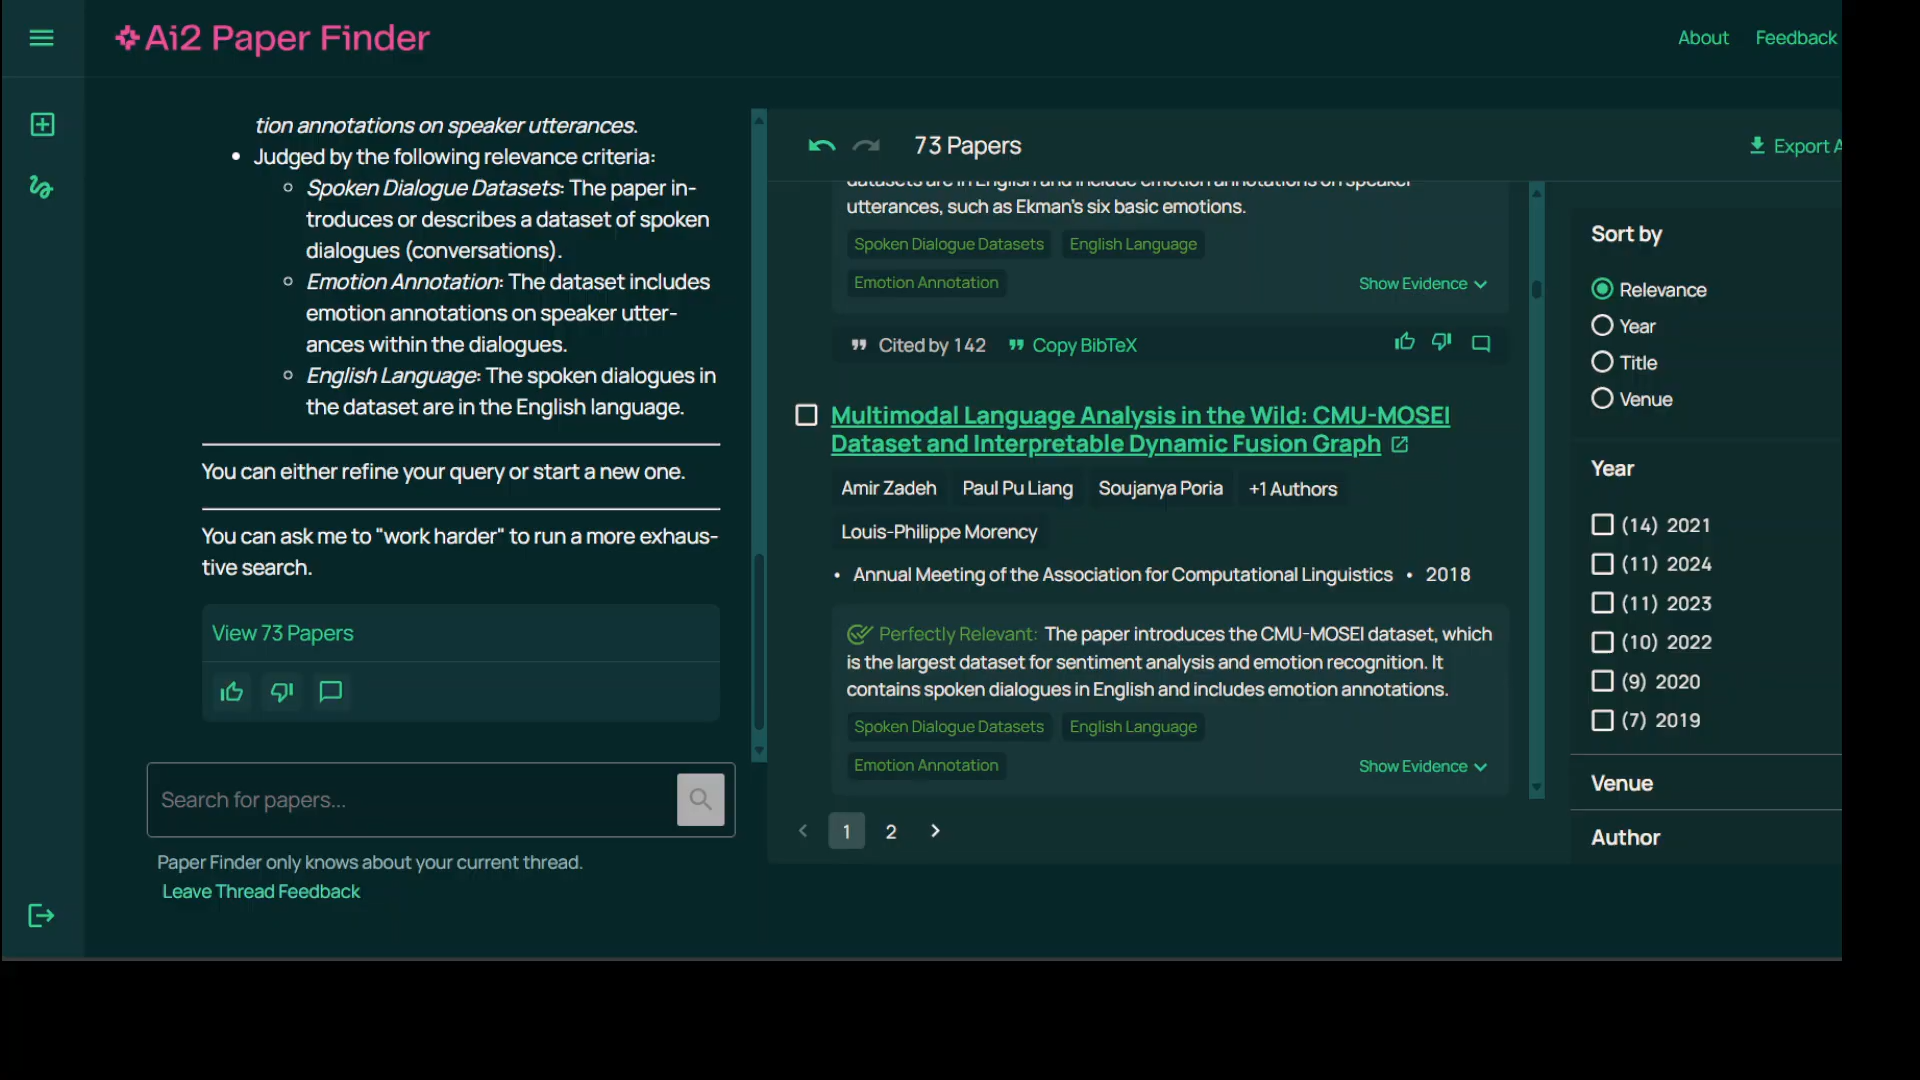 Ai2 Paper Finder
About
Feedback
tion annotations on speaker utterances.
• Judged by the following relevance criteria:
Spoken Dialogue Datasets: The paper in-
troduces or describes a dataset of spoken
dialogues (conversations).
Emotion Annotation: The dataset includes
emotion annotations on speaker utter-
ances within the dialogues.
English Language: The spoken dialogues in
the dataset are in the English language.
You can either refine your query or start a new one.
You can ask me to "work harder" to run a more exhaus-
tive search.
View 73 Papers
Search for papers...
Paper Finder only knows about your current thread.
Leave Thread Feedback
73 Papers
Export A
datasets are in English and include emotion annotations on speaker
utterances, such as Ekman's six basic emotions.
Spoken Dialogue Datasets English Language
Emotion Annotation
Show Evidence
Cited by 142 Copy BibTeX
Multimodal Language Analysis in the Wild: CMU-MOSEI
Dataset and Interpretable Dynamic Fusion Graph
Amir Zadeh Paul Pu Liang Soujanya Poria +1 Authors
Louis-Philippe Morency
• Annual Meeting of the Association for Computational Linguistics • 2018
Perfectly Relevant: The paper introduces the CMU-MOSEI dataset, which
is the largest dataset for sentiment analysis and emotion recognition. It
contains spoken dialogues in English and includes emotion annotations.
Spoken Dialogue Datasets English Language
Emotion Annotation
Show Evidence
1 2
Sort by
Relevance
Year
Title
Venue
Year
(14) 2021
(11) 2024
(11) 2023
(10) 2022
(9) 2020
(7) 2019
Venue
Author